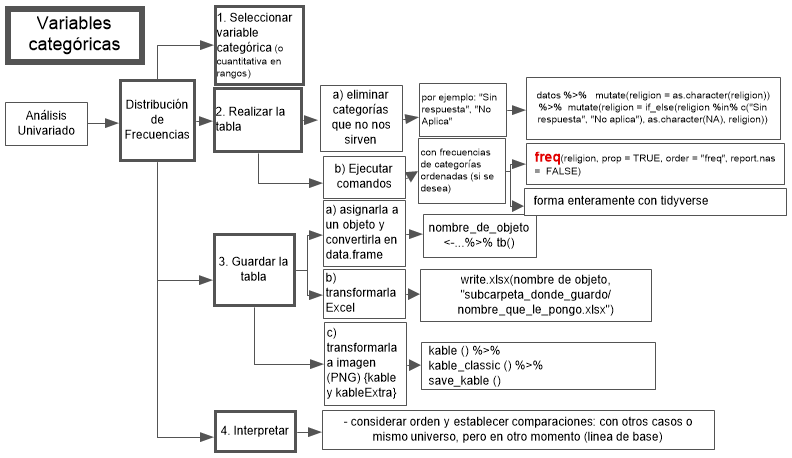 Variables
categóricas
Análisis
Univariado
Distribución
de
Frecuencias
1. Seleccionar
variable
categórica (o
cuantitativa en
rangos)
2. Realizar la
tabla
a) eliminar
categorías
que no nos
sirven
por ejemplo: "Sin
respuesta", "No
Aplica"
datos %>% mutate(religion = as.character(religion))
%>% mutate(religion = if_else(religion %in% c("Sin
respuesta", "No aplica"), as.character(NA), religion))
b) Ejecutar
comandos
con frecuencias
de categorías
ordenadas (si se
desea)
freq(religion, prop = TRUE, order = "freq", report.nas
= FALSE)
forma enteramente con tidyverse
3. Guardar la
tabla
a) asignarla a
un objeto y
convertirla en
data.frame
nombre_de_objeto
<-...%>% tb()
b)
transformarla
Excel
write.xlsx(nombre de objeto,
"subcarpeta_donde_guardo/
nombre_que_le_pongo.xlsx")
c)
transformarla
a imagen
(PNG) {kable
y kableExtra}
kable () %>%
kable_classic () %>%
save_kable ()
4. Interpretar
- considerar orden y establecer comparaciones: con otros casos o
mismo universo, pero en otro momento (linea de base)